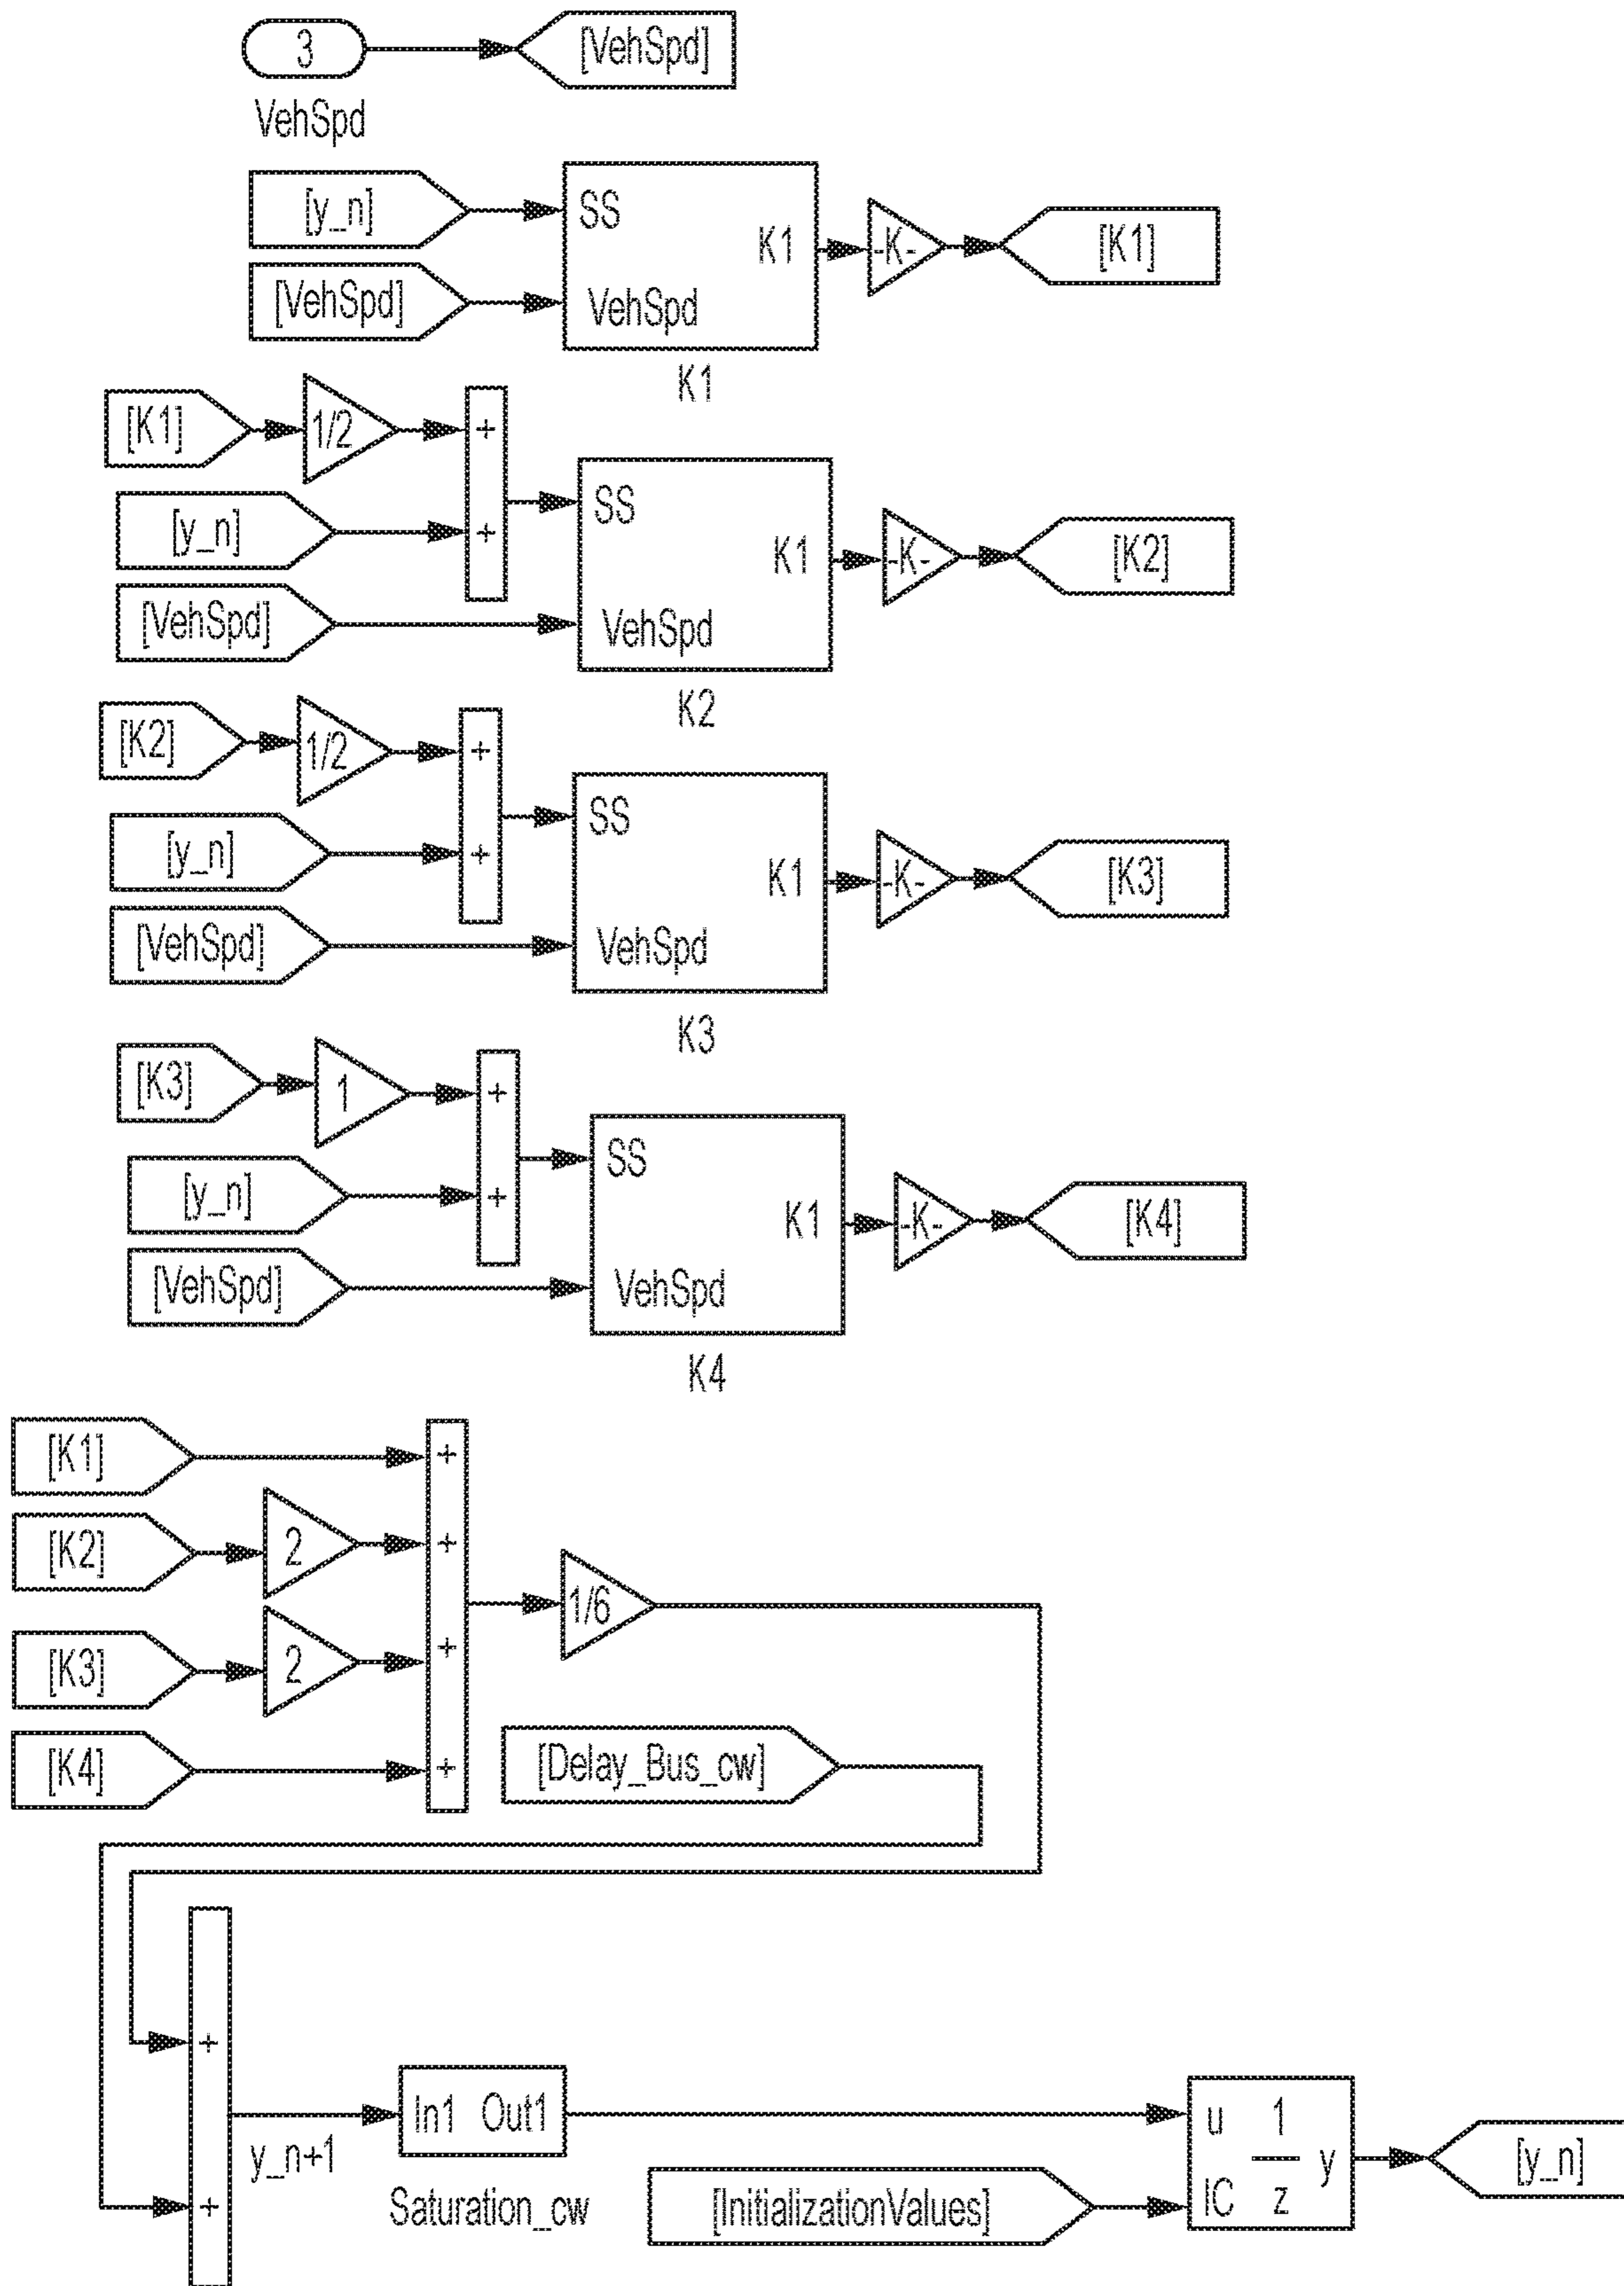 3
[VehSpd]
VehSpd
[y_n]
SS
K1
-K-
[K1]
[VehSpd]
VehSpd
K1
[K1]
1/2
+
[y_n]
+
SS
K1
-K-
[K2]
[VehSpd]
VehSpd
K2
[K2]
1/2
+
[y_n]
+
SS
K1
-K-
[K3]
[VehSpd]
VehSpd
K3
[K3]
1
+
[y_n]
+
SS
K1
-K-
[K4]
[VehSpd]
VehSpd
K4
[K1]
+
[K2]
2
+
1/6
[K3]
2
+
[K4]
+
[Delay_Bus_cw]
+
+
y_n+1
In1 Out1
Saturation_cw
[InitializationValues]
u
IC
1
z
y
[y_n]